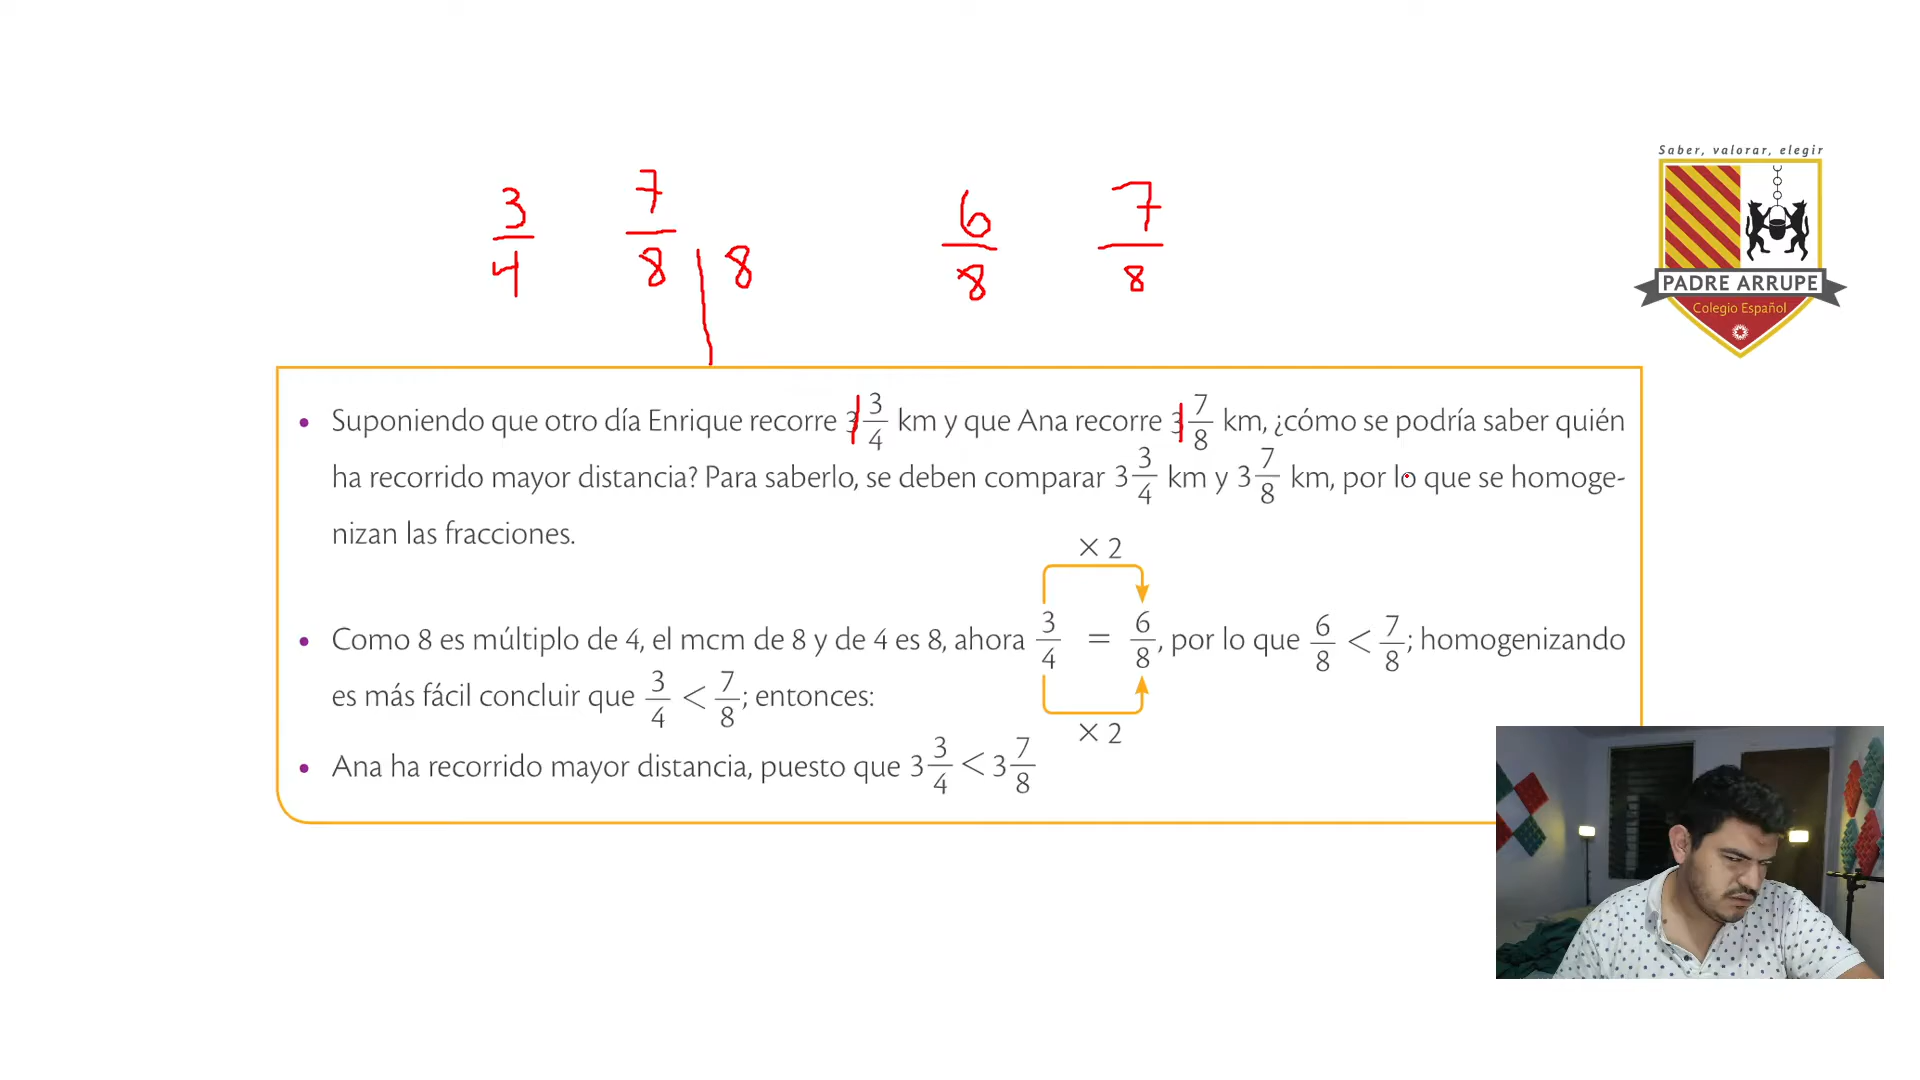 Saber, valorar, elegir
PADRE ARRUPE
Colegio Español
3/4 7/8 | 8 6/8 7/8
• Suponiendo que otro día Enrique recorre 3 3/4 km y que Ana recorre 3 7/8 km, ¿cómo se podría saber quién
ha recorrido mayor distancia? Para saberlo, se deben comparar 3 3/4 km y 3 7/8 km, por lo que se homoge-
nizan las fracciones.
× 2
• Como 8 es múltiplo de 4, el mcm de 8 y de 4 es 8, ahora 3/4 = 6/8, por lo que 6/8 < 7/8; homogenizando
es más fácil concluir que 3/4 < 7/8; entonces:
× 2
• Ana ha recorrido mayor distancia, puesto que 3 3/4 < 3 7/8